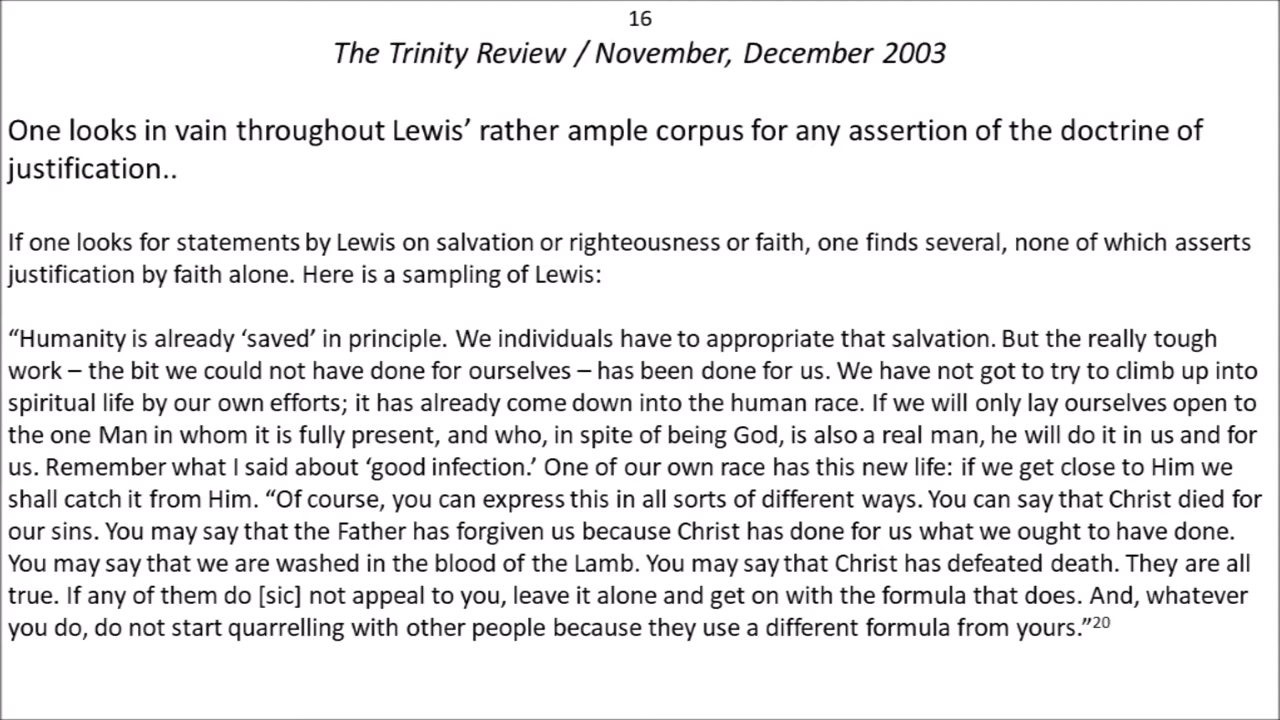 16
The Trinity Review / November, December 2003
One looks in vain throughout Lewis’ rather ample corpus for any assertion of the doctrine of
justification..
If one looks for statements by Lewis on salvation or righteousness or faith, one finds several, none of which asserts
justification by faith alone. Here is a sampling of Lewis:
“Humanity is already ‘saved’ in principle. We individuals have to appropriate that salvation. But the really tough
work – the bit we could not have done for ourselves – has been done for us. We have not got to try to climb up into
spiritual life by our own efforts; it has already come down into the human race. If we will only lay ourselves open to
the one Man in whom it is fully present, and who, in spite of being God, is also a real man, he will do it in us and for
us. Remember what I said about ‘good infection.’ One of our own race has this new life: if we get close to Him we
shall catch it from Him. “Of course, you can express this in all sorts of different ways. You can say that Christ died for
our sins. You may say that the Father has forgiven us because Christ has done for us what we ought to have done.
You may say that we are washed in the blood of the Lamb. You may say that Christ has defeated death. They are all
true. If any of them do [sic] not appeal to you, leave it alone and get on with the formula that does. And, whatever
you do, do not start quarrelling with other people because they use a different formula from yours.”20